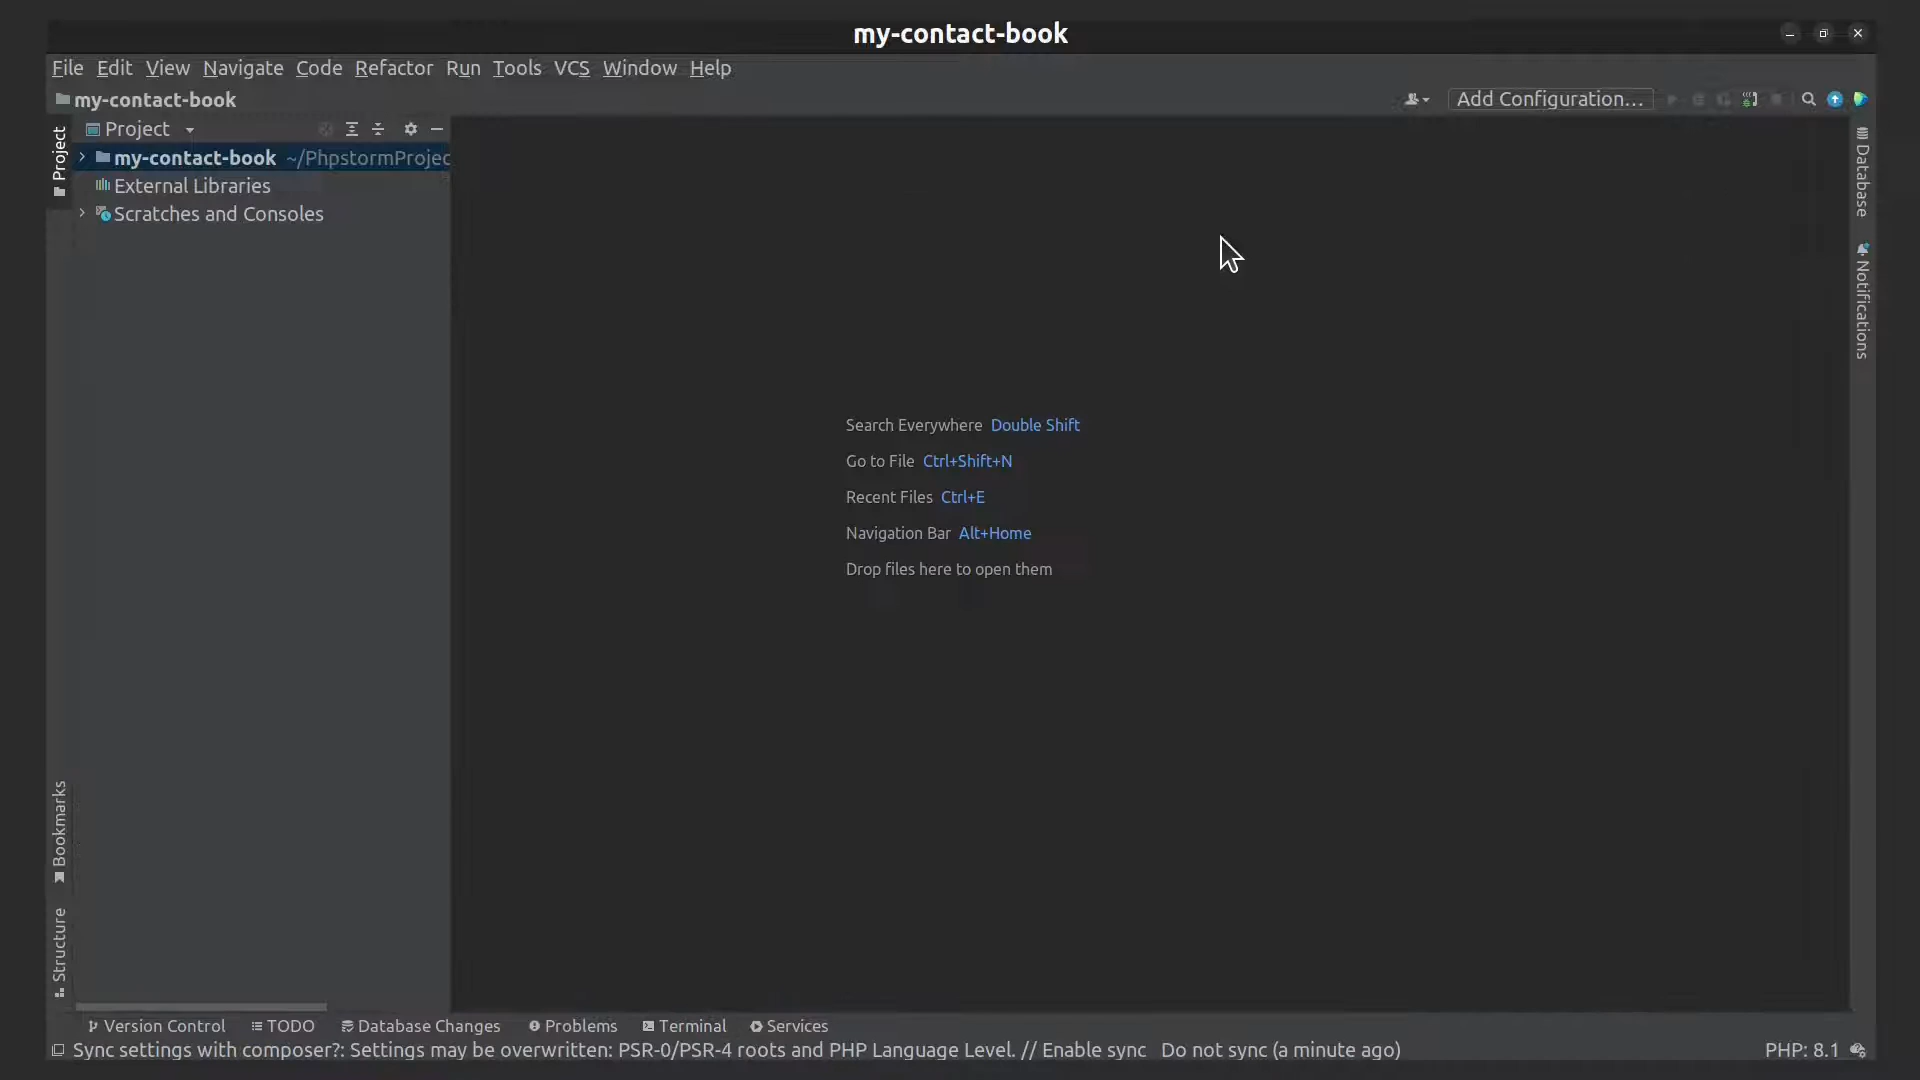 my-contact-book
File Edit View Navigate Code Refactor Run Tools VCS Window Help
my-contact-book
Add Configuration...
Project
my-contact-book ~/PhpstormProjec
External Libraries
Scratches and Consoles
Project
Bookmarks
Structure
Search Everywhere Double Shift
Go to File Ctrl+Shift+N
Recent Files Ctrl+E
Navigation Bar Alt+Home
Drop files here to open them
Database
Notifications
Version Control TODO Database Changes Problems Terminal Services
Sync settings with composer?: Settings may be overwritten: PSR-0/PSR-4 roots and PHP Language Level. // Enable sync Do not sync (a minute ago) PHP: 8.1